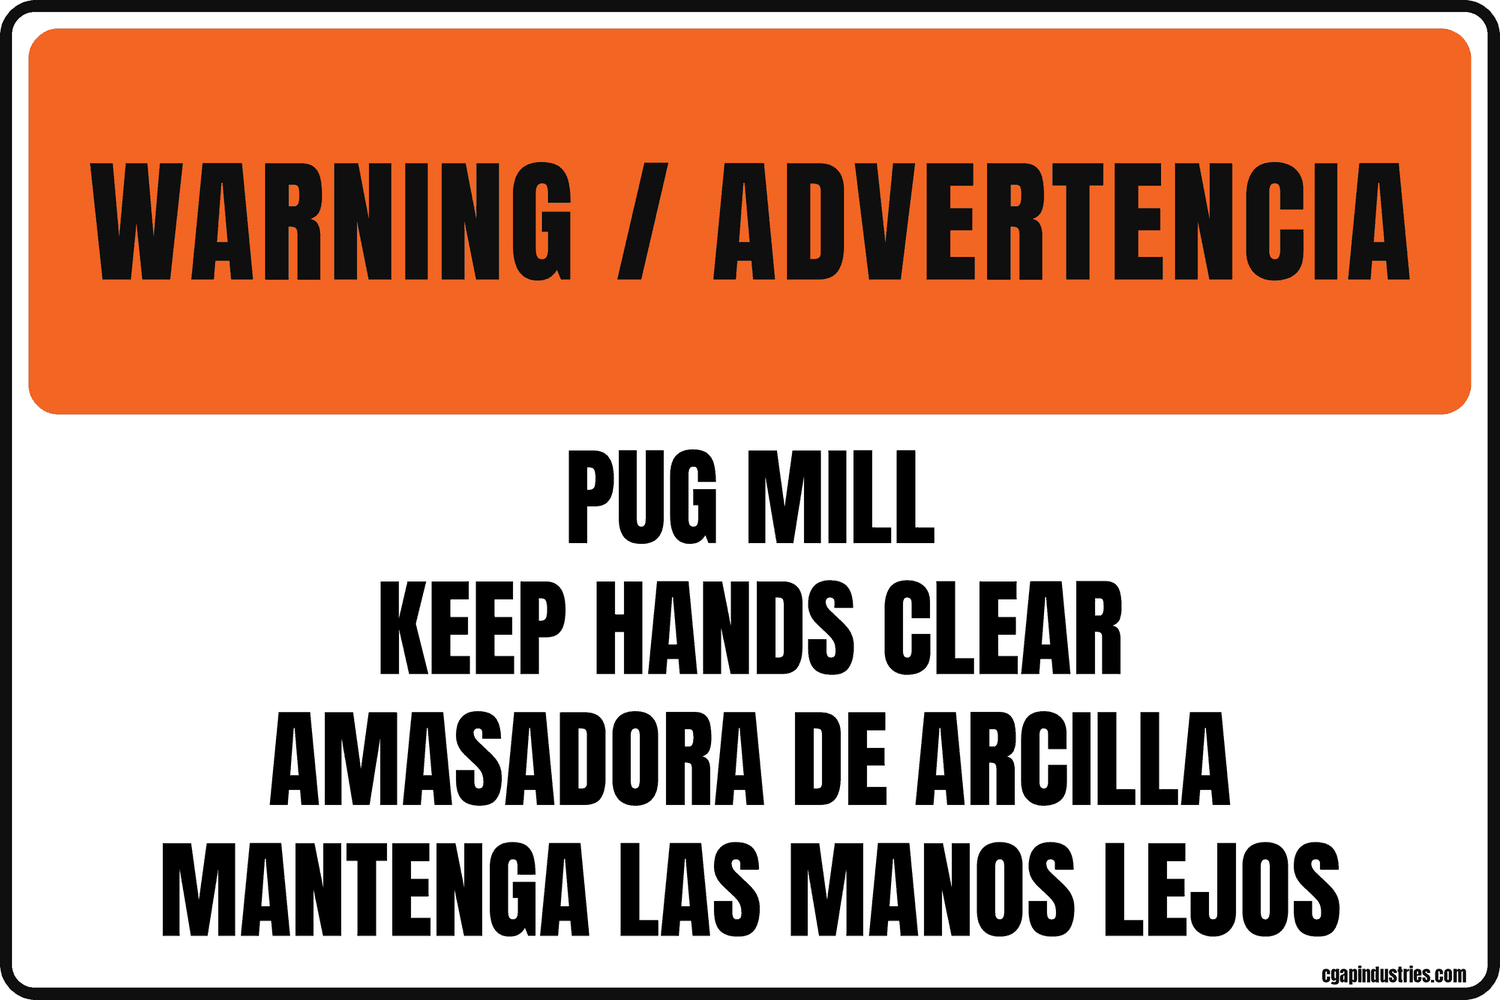 WARNING / ADVERTENCIA
PUG MILL
KEEP HANDS CLEAR
AMASADORA DE ARCILLA
MANTENGA LAS MANOS LEJOS
cgapindustries.com